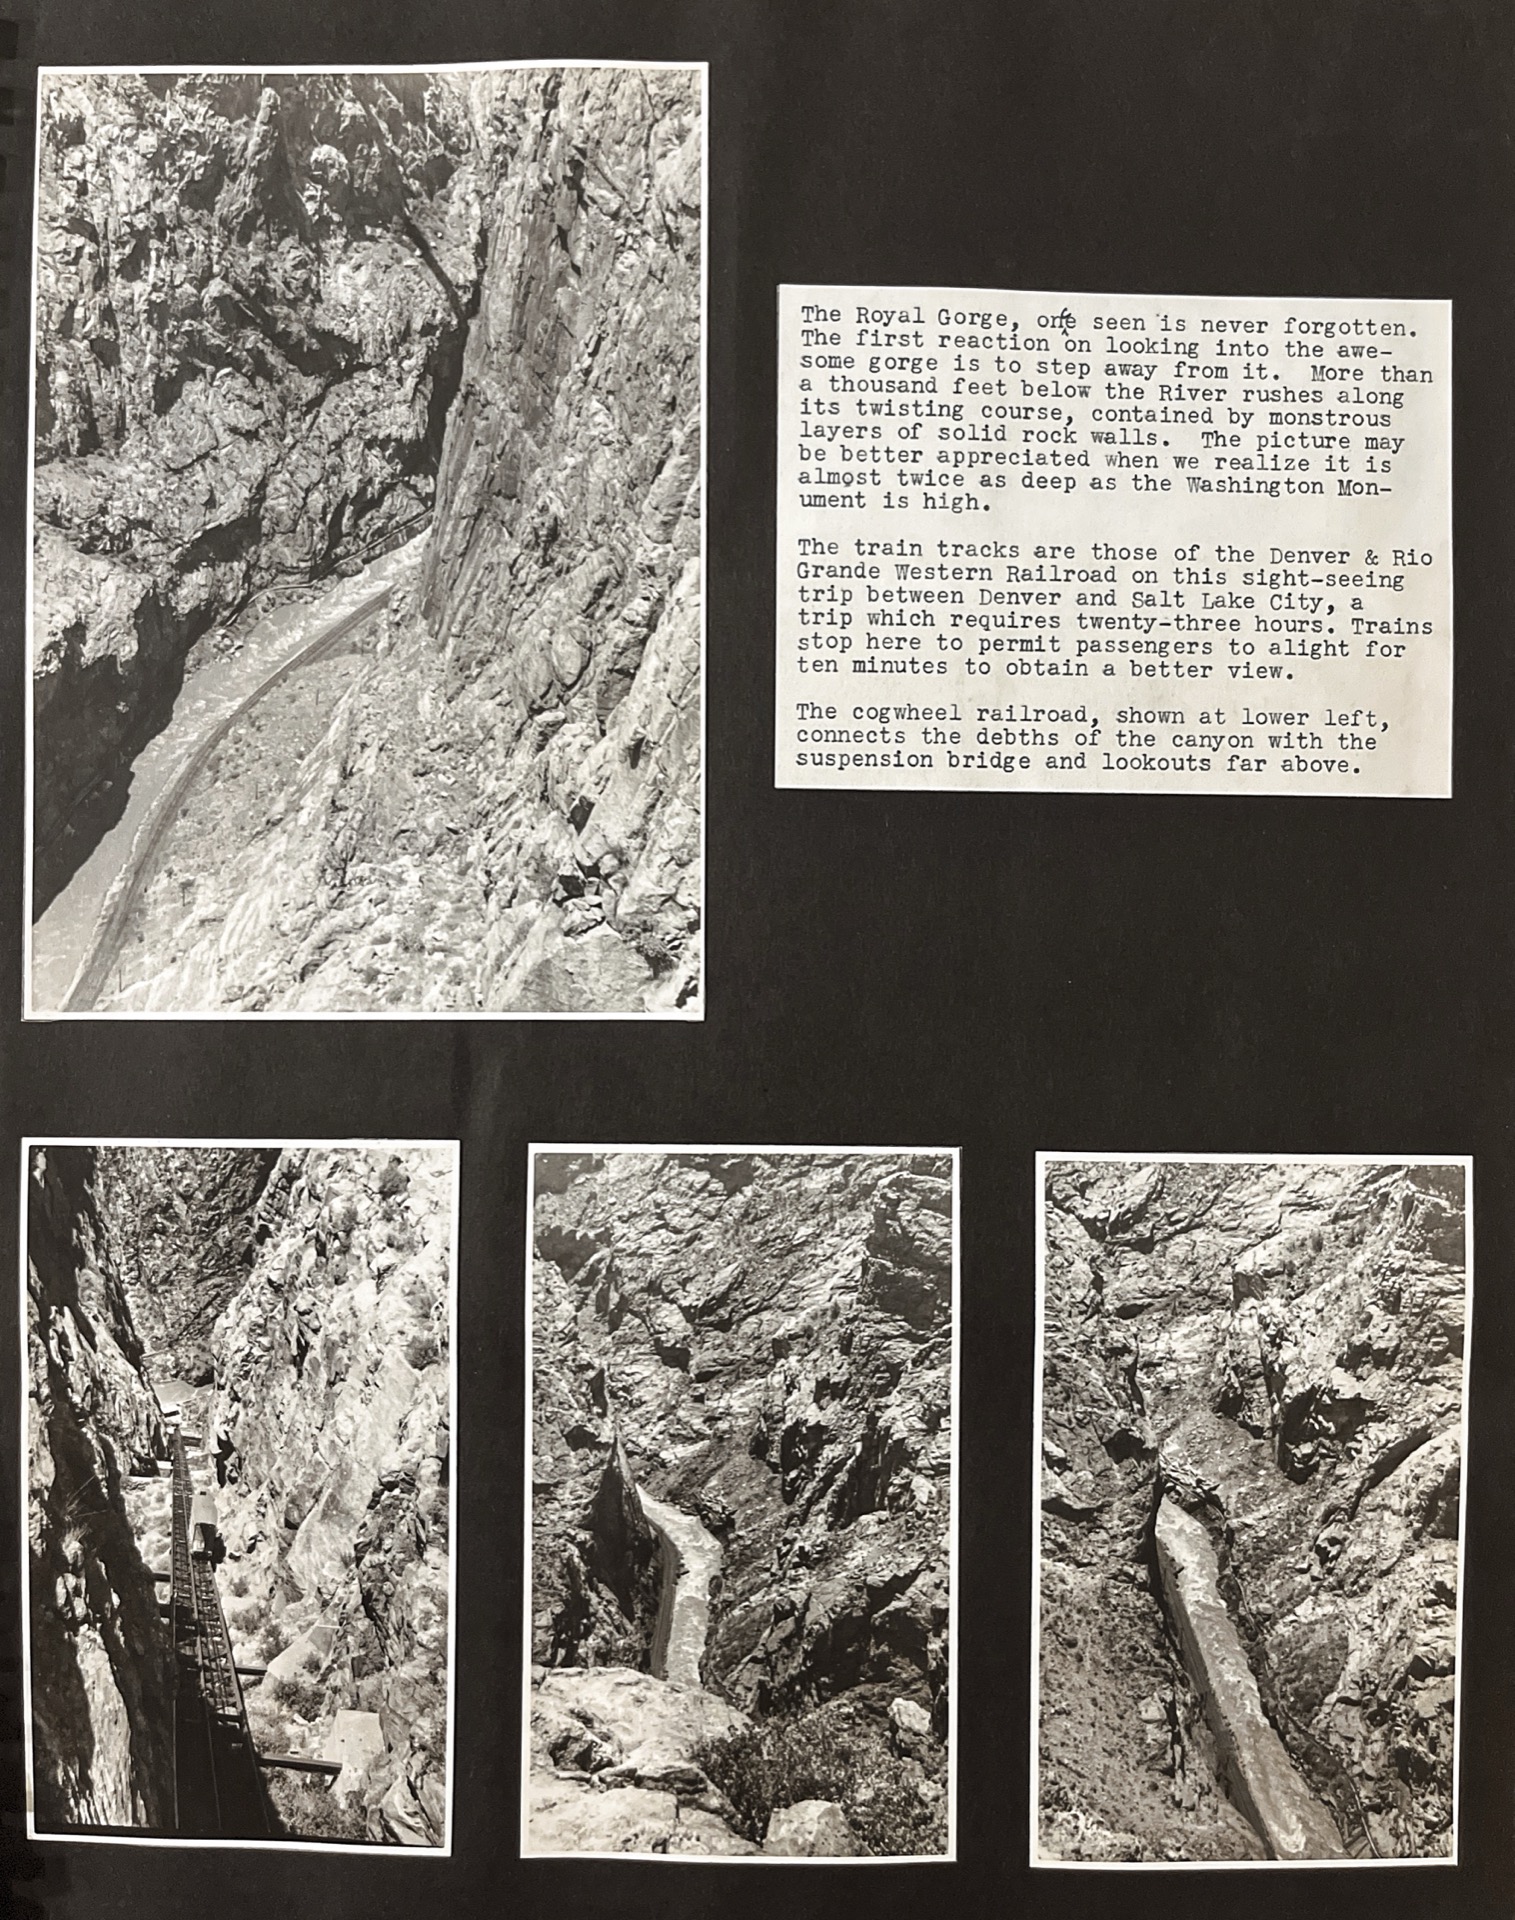 The Royal Gorge, once seen is never forgotten.
The first reaction on looking into the awe-
some gorge is to step away from it.  More than
a thousand feet below the River rushes along
its twisting course, contained by monstrous
layers of solid rock walls.  The picture may
be better appreciated when we realize it is
almost twice as deep as the Washington Mon-
ument is high.
The train tracks are those of the Denver & Rio
Grande Western Railroad on this sight-seeing
trip between Denver and Salt Lake City, a
trip which requires twenty-three hours. Trains
stop here to permit passengers to alight for
ten minutes to obtain a better view.
The cogwheel railroad, shown at lower left,
connects the debths of the canyon with the
suspension bridge and lookouts far above.